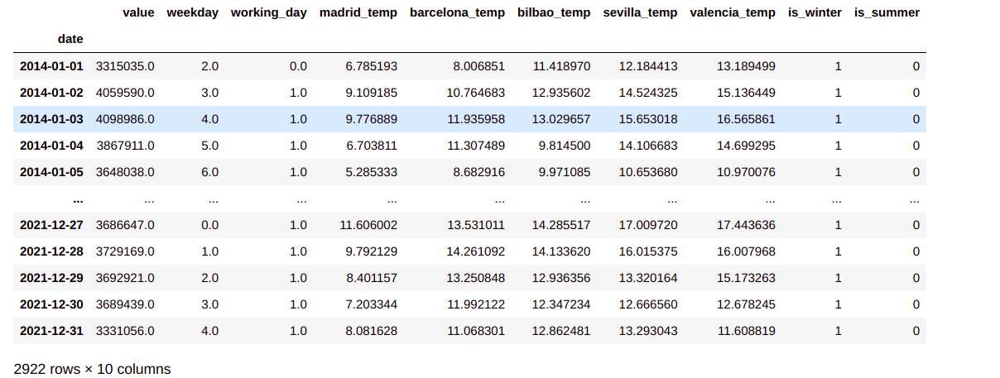 value weekday working_day madrid_temp barcelona_temp bilbao_temp sevilla_temp valencia_temp is_winter is_summer
date
2014-01-01 3315035.0 2.0 0.0 6.785193 8.006851 11.418970 12.184413 13.189499 1 0
2014-01-02 4059590.0 3.0 1.0 9.109185 10.764683 12.935602 14.524325 15.136449 1 0
2014-01-03 4098986.0 4.0 1.0 9.776889 11.935958 13.029657 15.653018 16.565861 1 0
2014-01-04 3867911.0 5.0 1.0 6.703811 11.307489 9.814500 14.106683 14.699295 1 0
2014-01-05 3648038.0 6.0 1.0 5.285333 8.682916 9.971085 10.653680 10.970076 1 0
... ... ... ... ... ... ... ... ... ... ...
2021-12-27 3686647.0 0.0 1.0 11.606002 13.531011 14.285517 17.009720 17.443636 1 0
2021-12-28 3729169.0 1.0 1.0 9.792129 14.261092 14.133620 16.015375 16.007968 1 0
2021-12-29 3692921.0 2.0 1.0 8.401157 13.250848 12.936356 13.320164 15.173263 1 0
2021-12-30 3689439.0 3.0 1.0 7.203344 11.992122 12.347234 12.666560 12.678245 1 0
2021-12-31 3331056.0 4.0 1.0 8.081628 11.068301 12.862481 13.293043 11.608819 1 0
2922 rows × 10 columns